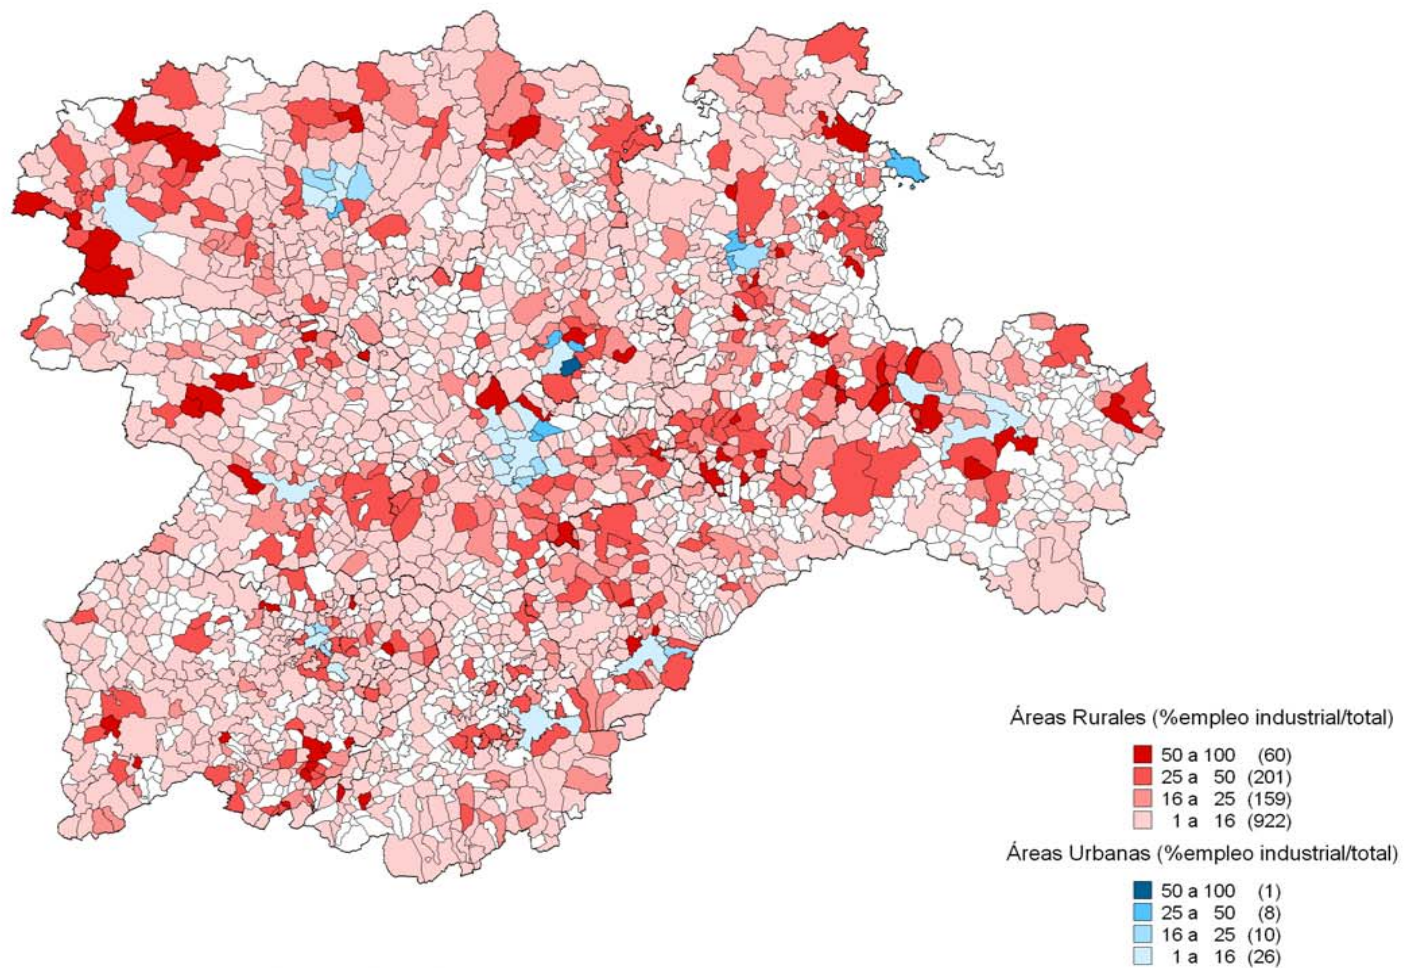 Áreas Rurales (%empleo industrial/total)
50 a 100 (60)
25 a 50 (201)
16 a 25 (159)
1 a 16 (922)
Áreas Urbanas (%empleo industrial/total)
50 a 100 (1)
25 a 50 (8)
16 a 25 (10)
1 a 16 (26)